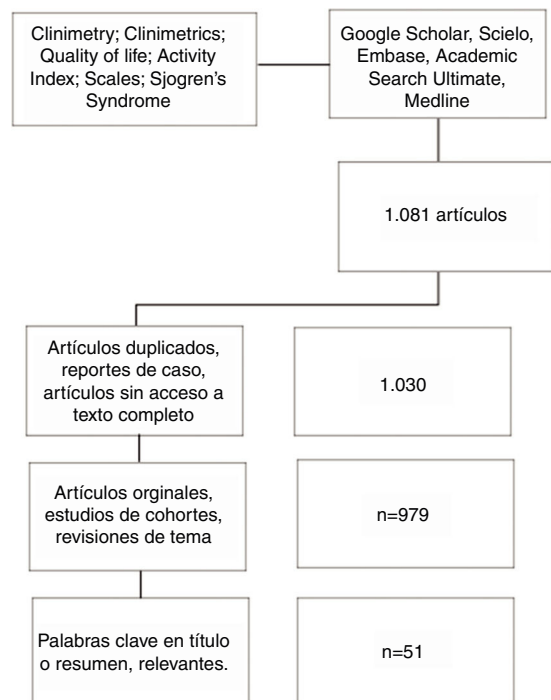 Clinimetry; Clinimetrics;
Quality of life; Activity
Index; Scales; Sjogren's
Syndrome
Google Scholar, Scielo,
Embase, Academic
Search Ultimate,
Medline
1.081 artículos
Artículos duplicados,
reportes de caso,
artículos sin acceso a
texto completo
1.030
Artículos orginales,
estudios de cohortes,
revisiones de tema
n=979
Palabras clave en título
o resumen, relevantes.
n=51